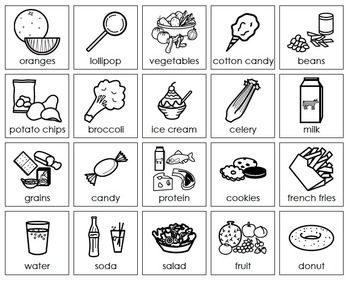 oranges
lollipop
vegetables
cotton candy
beans
potato chips
broccoli
ice cream
celery
milk
grains
candy
protein
cookies
french fries
water
soda
salad
fruit
donut